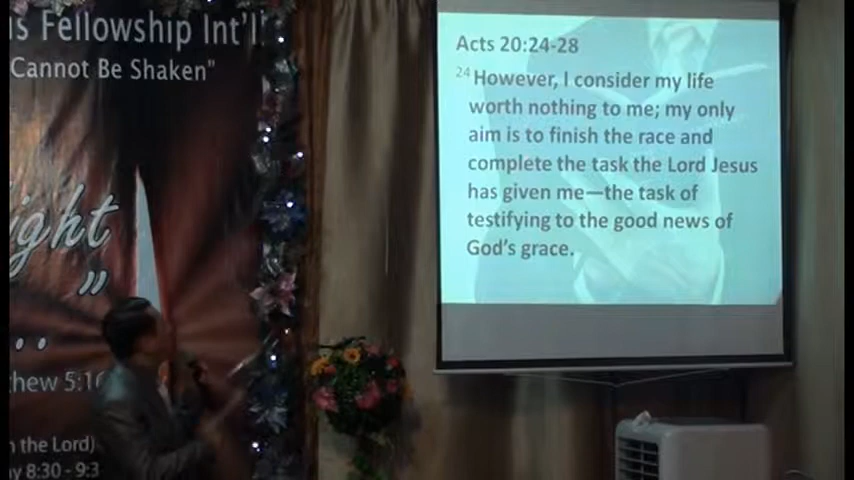 Fellowship Int'l
Cannot Be Shaken"
ight
"
...
5:16
the Lord)
8:30 - 9:3
Acts 20:24-28
24 However, I consider my life
worth nothing to me; my only
aim is to finish the race and
complete the task the Lord Jesus
has given me—the task of
testifying to the good news of
God's grace.